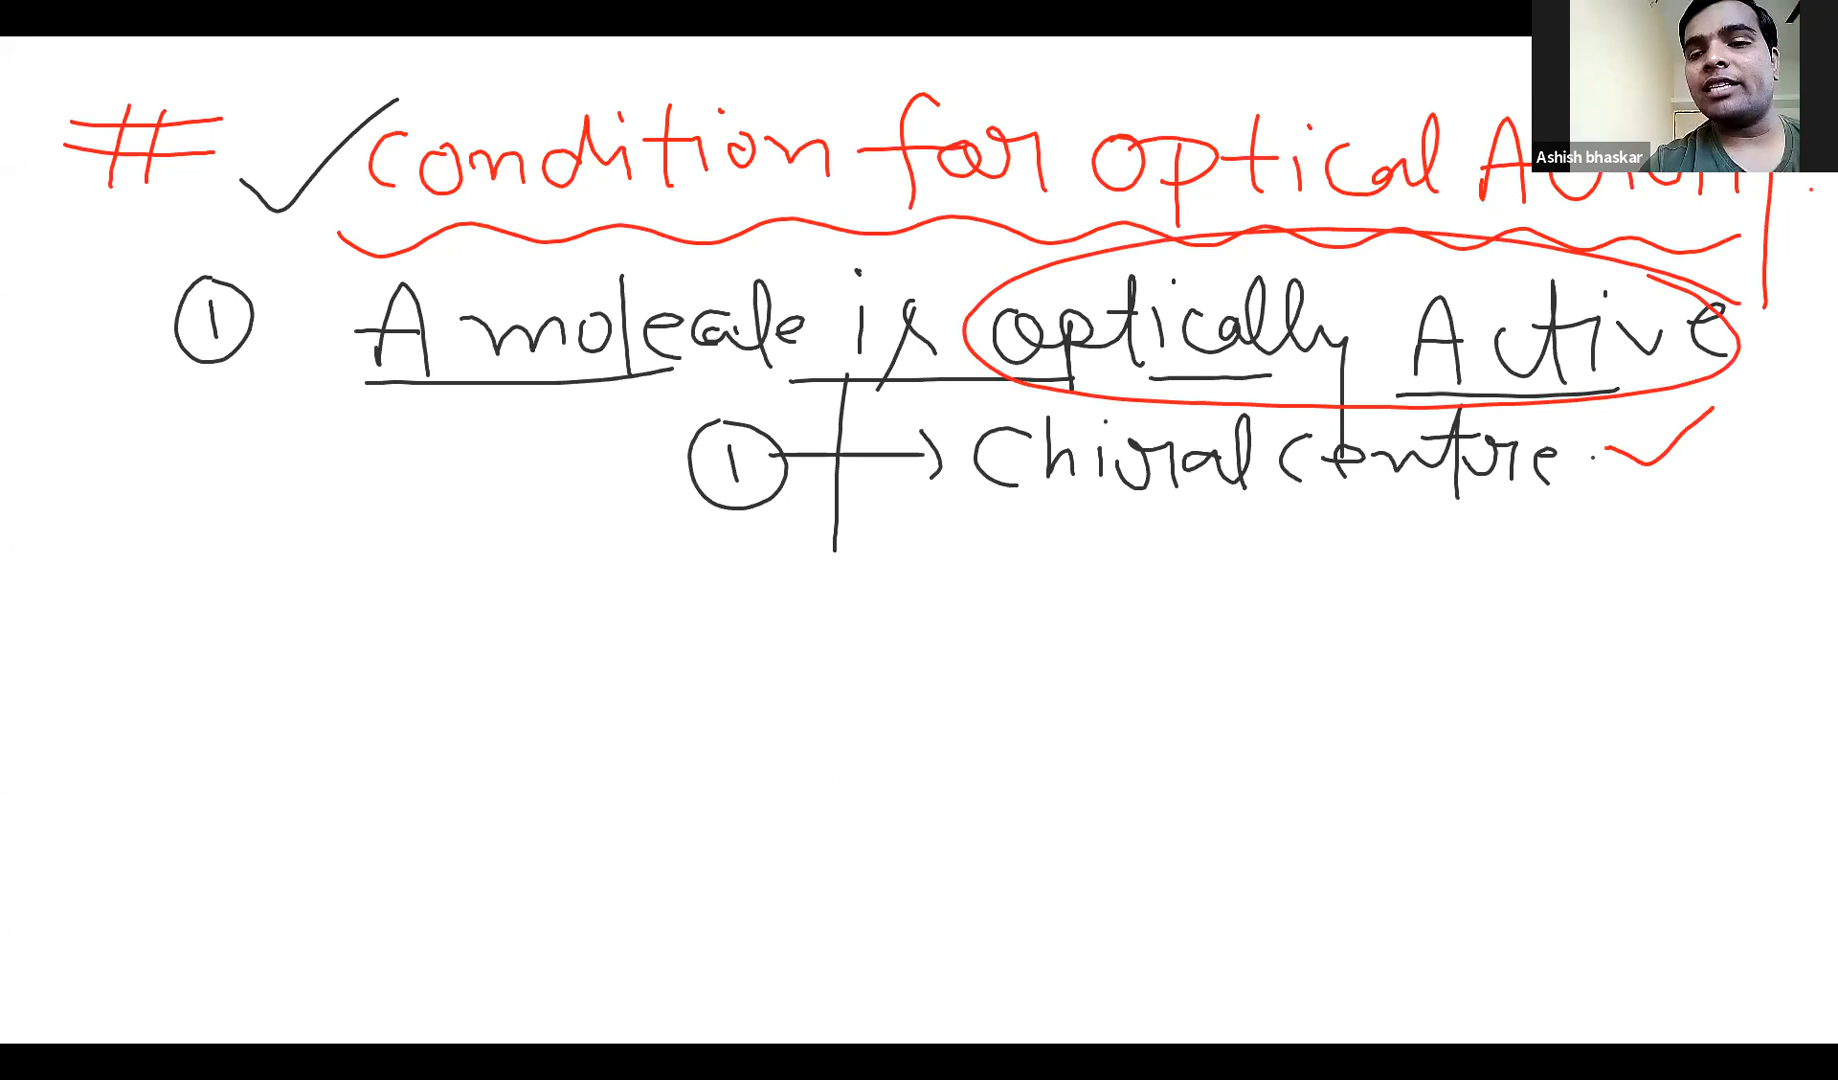 # ✓ Condition for Optical Activity.
Ashish bhaskar
① A molecule is optically Active
① → Chiral centre. ✓